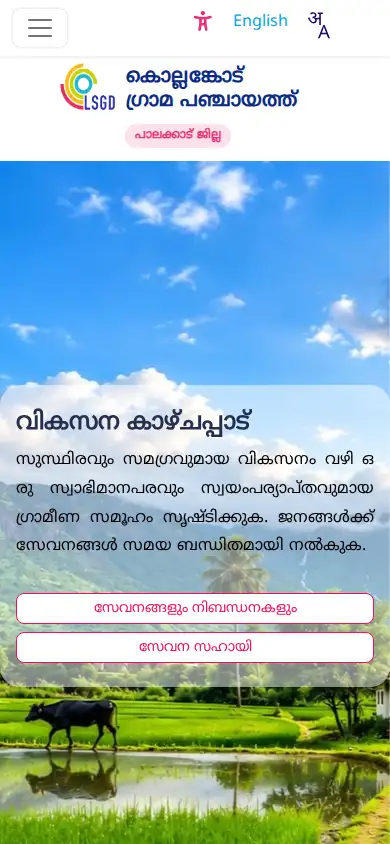 English
अA
LSGD
കൊല്ലങ്കോട്
ഗ്രാമ പഞ്ചായത്ത്
പാലക്കാട് ജില്ല
വികസന കാഴ്ചപ്പാട്
സുസ്ഥിരവും സമഗ്രവുമായ വികസനം വഴി ഒ
രു സ്വാഭിമാനപരവും സ്വയംപര്യാപ്തവുമായ
ഗ്രാമീണ സമൂഹം സൃഷ്ടിക്കുക. ജനങ്ങൾക്ക്
സേവനങ്ങൾ സമയ ബന്ധിതമായി നൽകുക.
സേവനങ്ങളും നിബന്ധനകളും
സേവന സഹായി